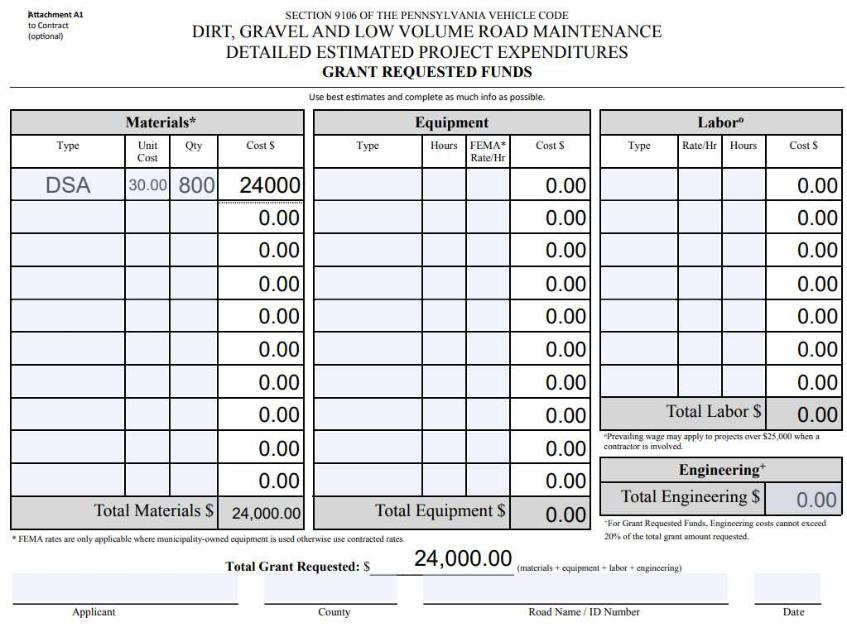 Attachment A1
to Contract
(optional)
SECTION 9106 OF THE PENNSYLVANIA VEHICLE CODE
DIRT, GRAVEL AND LOW VOLUME ROAD MAINTENANCE
DETAILED ESTIMATED PROJECT EXPENDITURES
GRANT REQUESTED FUNDS
Use best estimates and complete as much info as possible.
Materials*
Type Unit Cost Qty Cost $
DSA 30.00 800 24000
0.00
0.00
0.00
0.00
0.00
0.00
0.00
0.00
0.00
Total Materials $ 24,000.00
Equipment
Type Hours FEMA* Rate/Hr Cost $
0.00
0.00
0.00
0.00
0.00
0.00
0.00
0.00
0.00
0.00
Total Equipment $ 0.00
Laborº
Type Rate/Hr Hours Cost $
0.00
0.00
0.00
0.00
0.00
0.00
0.00
Total Labor $ 0.00
ºPrevailing wage may apply to projects over $25,000 when a
contractor is involved.
Engineering+
Total Engineering $ 0.00
+For Grant Requested Funds, Engineering costs cannot exceed
20% of the total grant amount requested.
* FEMA rates are only applicable where municipality-owned equipment is used otherwise use contracted rates.
Total Grant Requested: $ 24,000.00 (materials + equipment + labor + engineering)
Applicant County Road Name / ID Number Date